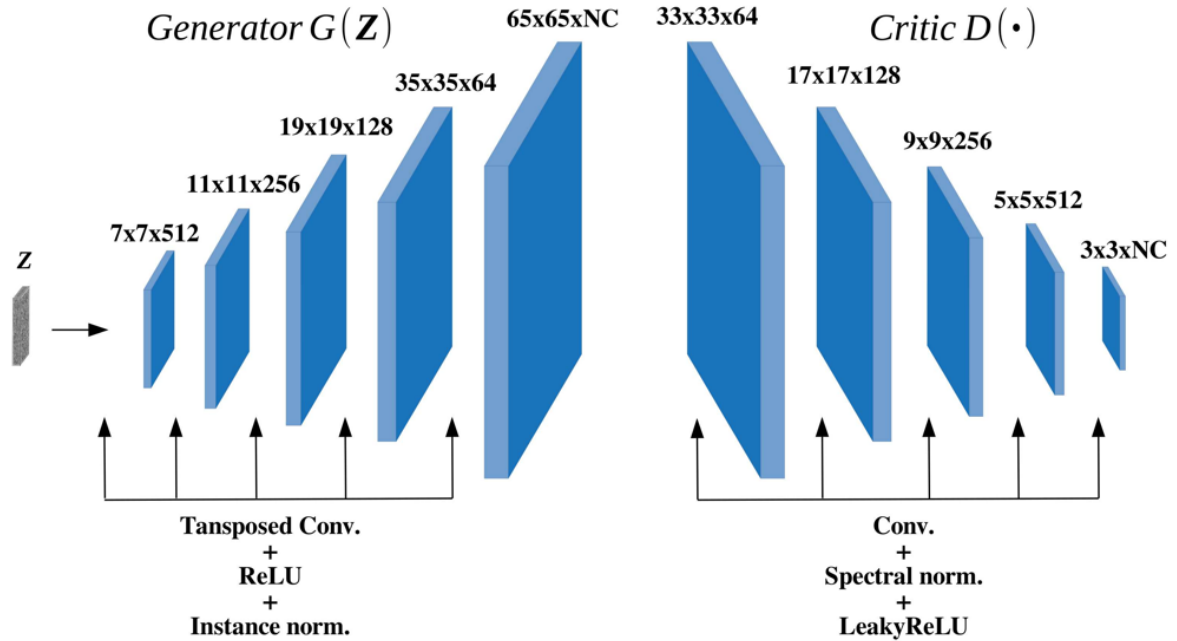 Generator G(Z)
65x65xNC
35x35x64
19x19x128
11x11x256
7x7x512
Z
Tansposed Conv.
+
ReLU
+
Instance norm.
Critic D(•)
33x33x64
17x17x128
9x9x256
5x5x512
3x3xNC
Conv.
+
Spectral norm.
+
LeakyReLU